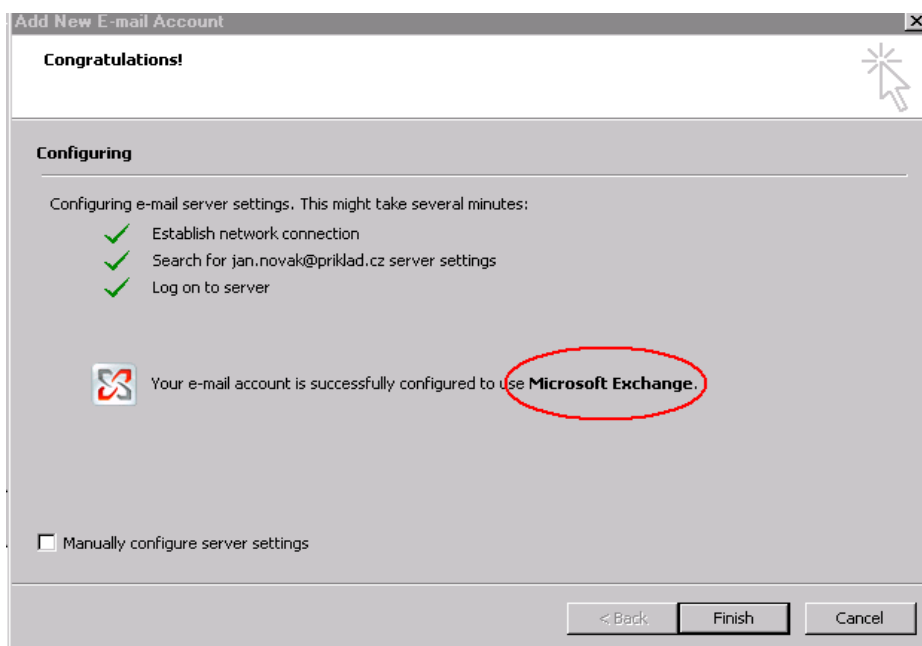 Add New E-mail Account
Congratulations!
Configuring
Configuring e-mail server settings. This might take several minutes:
Establish network connection
Search for jan.novak@priklad.cz server settings
Log on to server
Your e-mail account is successfully configured to use Microsoft Exchange.
Manually configure server settings
< Back
Finish
Cancel